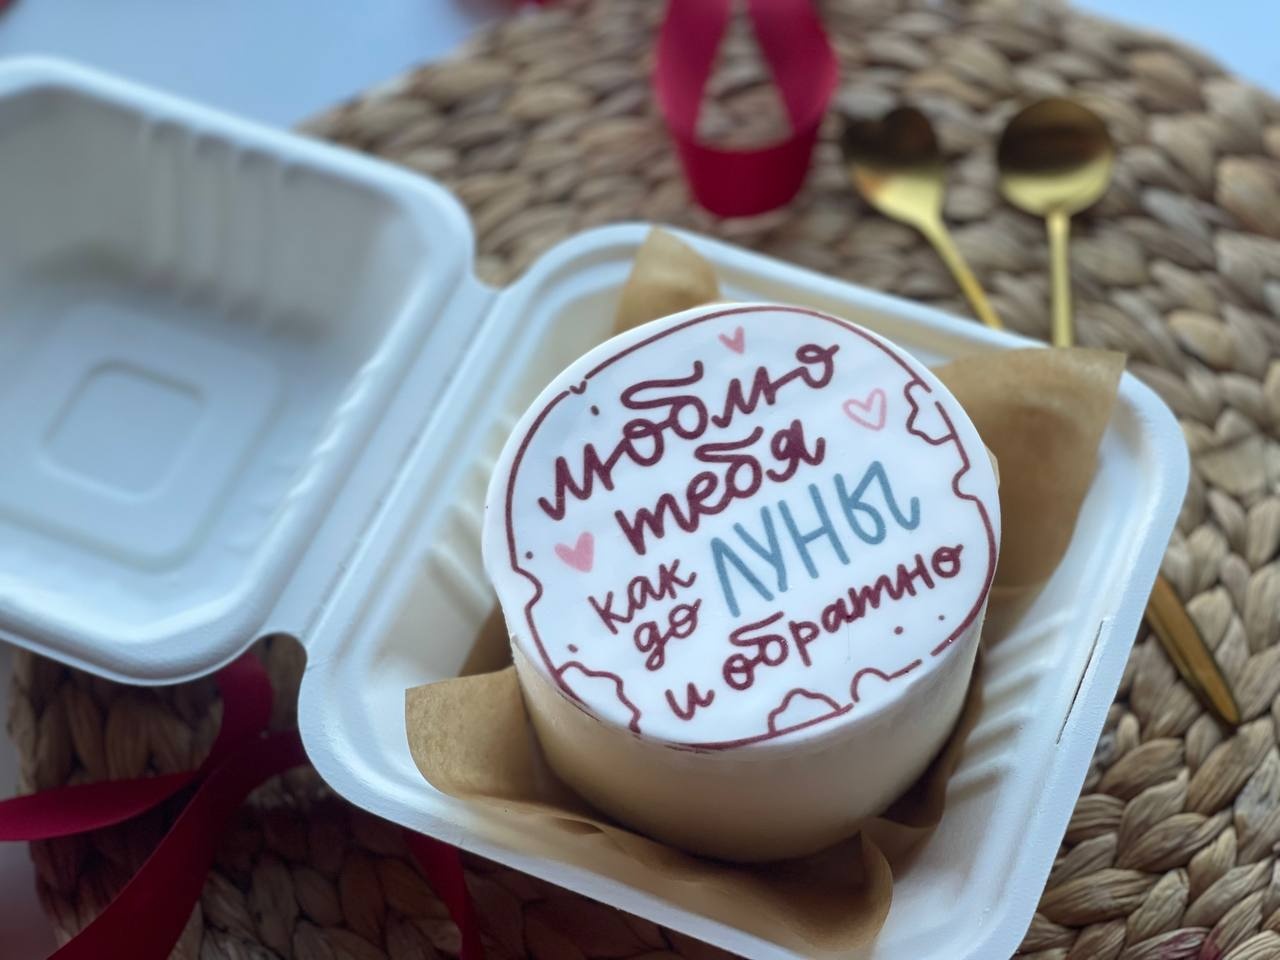 люблю
тебя
как
до ЛУНЫ
и обратно